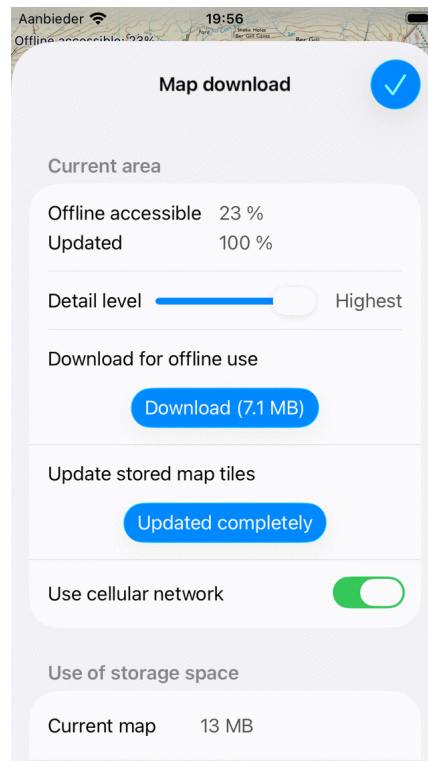 Aanbieder 19:56
Offline accessible: 23%
Map download
Current area
Offline accessible 23 %
Updated 100 %
Detail level Highest
Download for offline use
Download (7.1 MB)
Update stored map tiles
Updated completely
Use cellular network
Use of storage space
Current map 13 MB